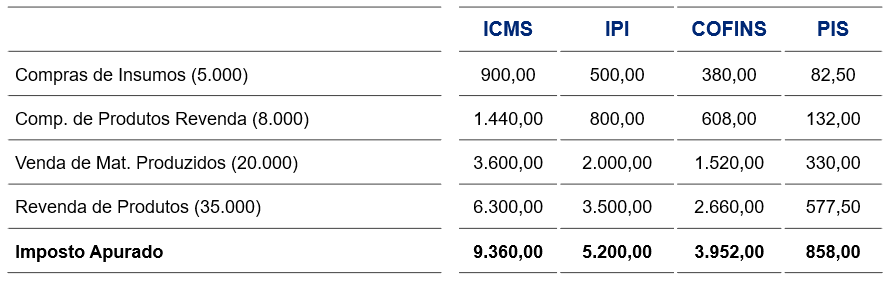 ICMS IPI COFINS PIS
Compras de Insumos (5.000) 900,00 500,00 380,00 82,50
Comp. de Produtos Revenda (8.000) 1.440,00 800,00 608,00 132,00
Venda de Mat. Produzidos (20.000) 3.600,00 2.000,00 1.520,00 330,00
Revenda de Produtos (35.000) 6.300,00 3.500,00 2.660,00 577,50
Imposto Apurado 9.360,00 5.200,00 3.952,00 858,00